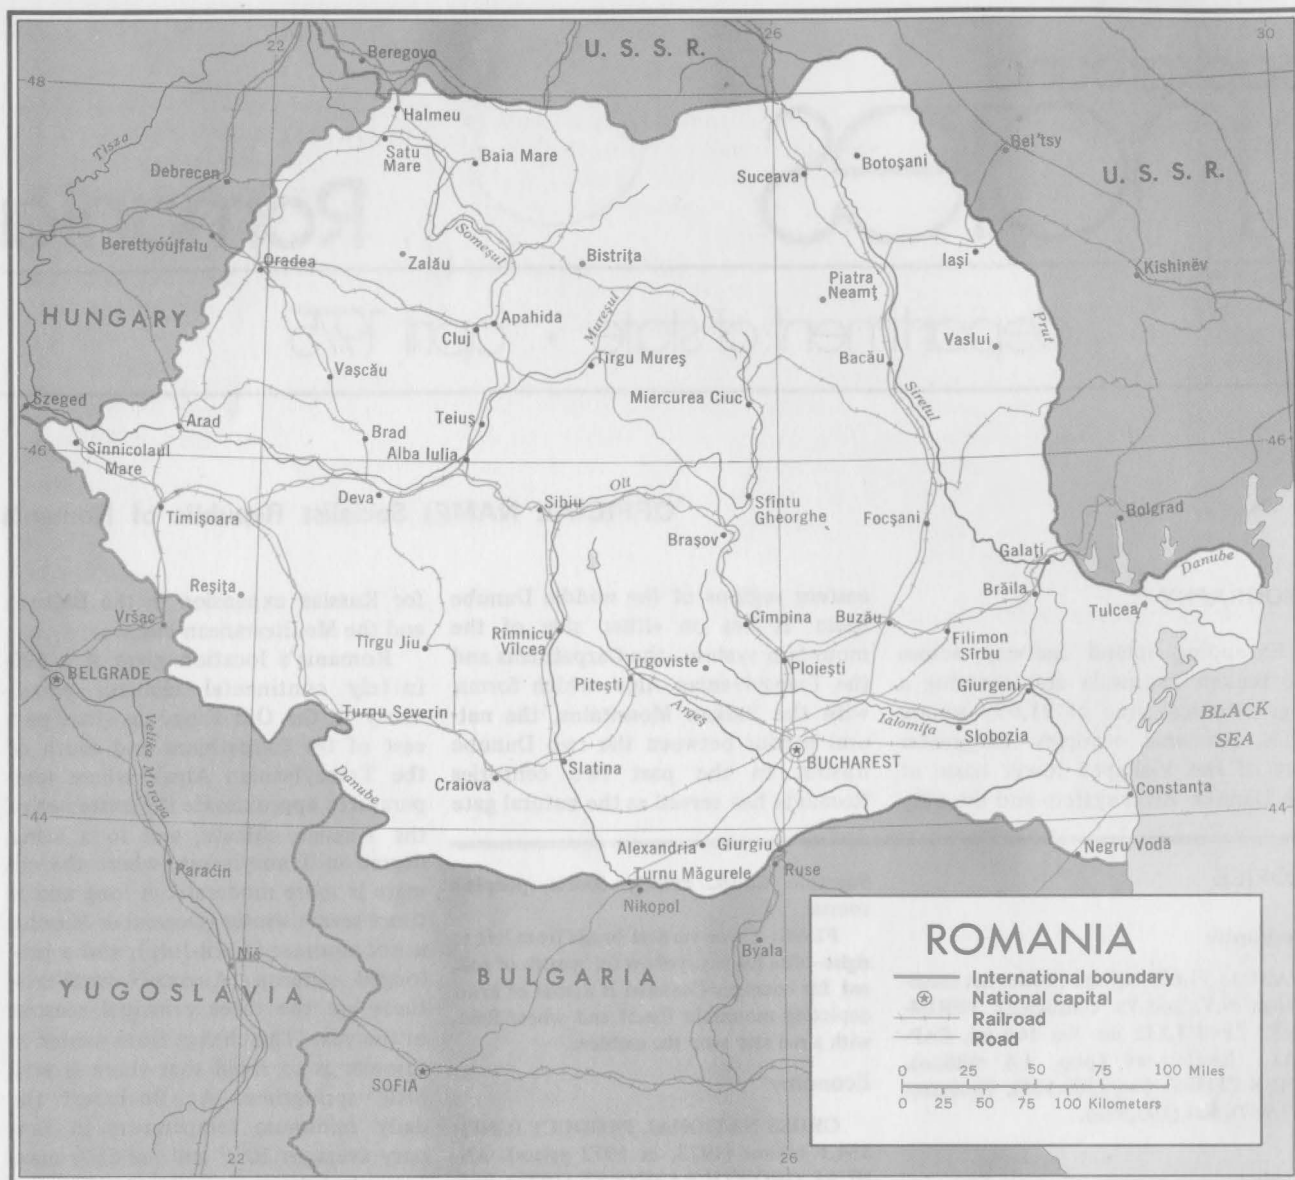 22
26
30
Beregovo
U. S. S. R.
48
48
Halmeu
Tisza
Satu
Mare
Baia Mare
Botoşani
Bel'tsy
U. S. S. R.
Debrecen
Suceava
Berettyóújfalu
Someşul
Oradea
Zalău
Bistriţa
Iaşi
Kishinëv
Piatra
Neamţ
HUNGARY
Apahida
Mureşul
Prut
Cluj
Tîrgu Mureş
Bacău
Vaslui
Vaşcău
Miercurea Ciuc
Siretul
Szeged
Arad
Teiuş
Brad
46
Sînnicolaul
Mare
Alba Iulia
Deva
Olt
Sibiu
Sfîntu
Gheorghe
Focşani
Bolgrad
Timişoara
Braşov
Galaţi
Danube
Reşiţa
Brăila
Tulcea
Vršac
Cîmpina
Buzău
Filimon
Sîrbu
Tîrgu Jiu
Rîmnicu
Vîlcea
Tîrgoviste
Ploieşti
BELGRADE
Piteşti
Giurgeni
Turnu Severin
Argeş
Ialomiţa
BLACK
SEA
Slobozia
Velika Morava
Danube
Slatina
BUCHAREST
Craiova
Constanţa
44
44
Alexandria
Giurgiu
Negru Vodă
Paraćin
Turnu Măgurele
Ruse
Nikopol
Byala
Niš
BULGARIA
YUGOSLAVIA
SOFIA
22
26
ROMANIA
International boundary
National capital
Railroad
Road
0 25 50 75 100 Miles
0 25 50 75 100 Kilometers